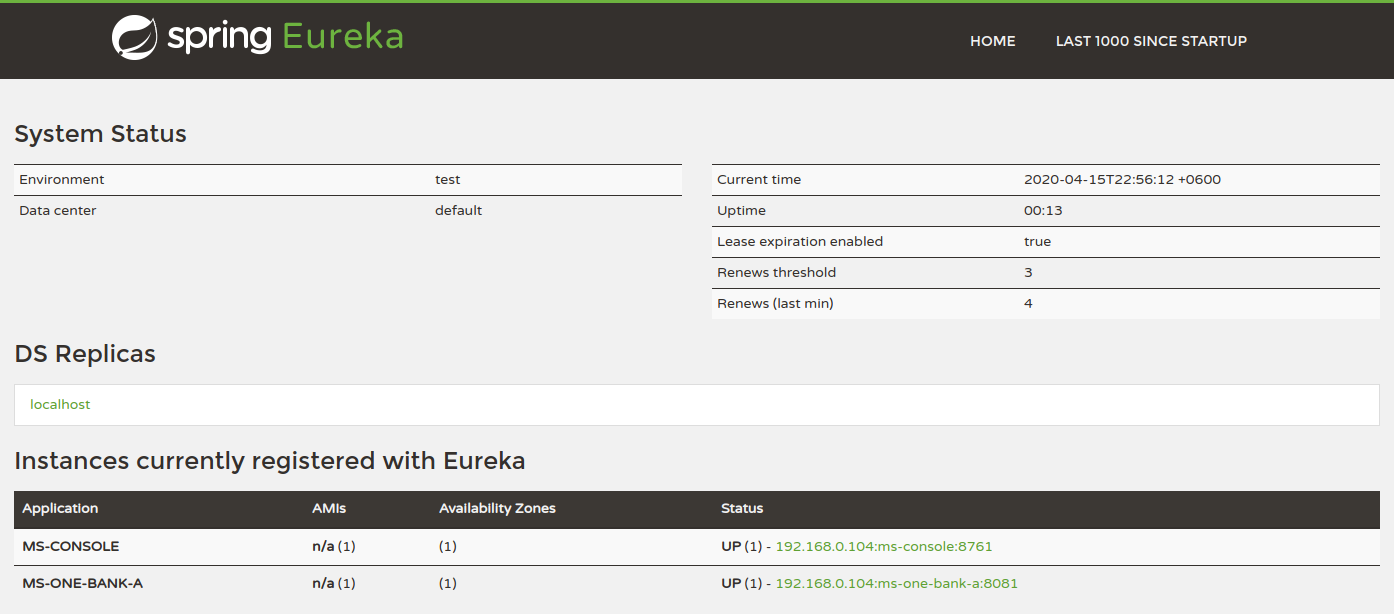 spring Eureka
HOME LAST 1000 SINCE STARTUP
System Status
Environment test
Data center default
Current time 2020-04-15T22:56:12 +0600
Uptime 00:13
Lease expiration enabled true
Renews threshold 3
Renews (last min) 4
DS Replicas
localhost
Instances currently registered with Eureka
Application AMIs Availability Zones Status
MS-CONSOLE n/a (1) (1) UP (1) - 192.168.0.104:ms-console:8761
MS-ONE-BANK-A n/a (1) (1) UP (1) - 192.168.0.104:ms-one-bank-a:8081